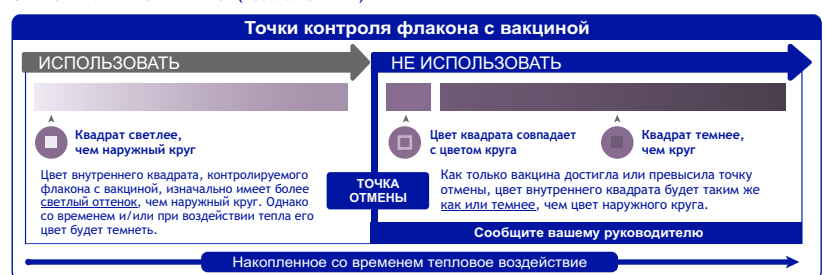 Точки контроля флакона с вакциной
ИСПОЛЬЗОВАТЬ
НЕ ИСПОЛЬЗОВАТЬ
Квадрат светлее,
чем наружный круг
Цвет квадрата совпадает
с цветом круга
Квадрат темнее,
чем круг
Цвет внутреннего квадрата, контролируемого
флакона с вакциной, изначально имеет более
светлый оттенок, чем наружный круг. Однако
со временем и/или при воздействии тепла его
цвет будет темнеть.
ТОЧКА
ОТМЕНЫ
Как только вакцина достигла или превысила точку
отмены, цвет внутреннего квадрата будет таким же
как или темнее, чем цвет наружного круга.
Сообщите вашему руководителю
Накопленное со временем тепловое воздействие